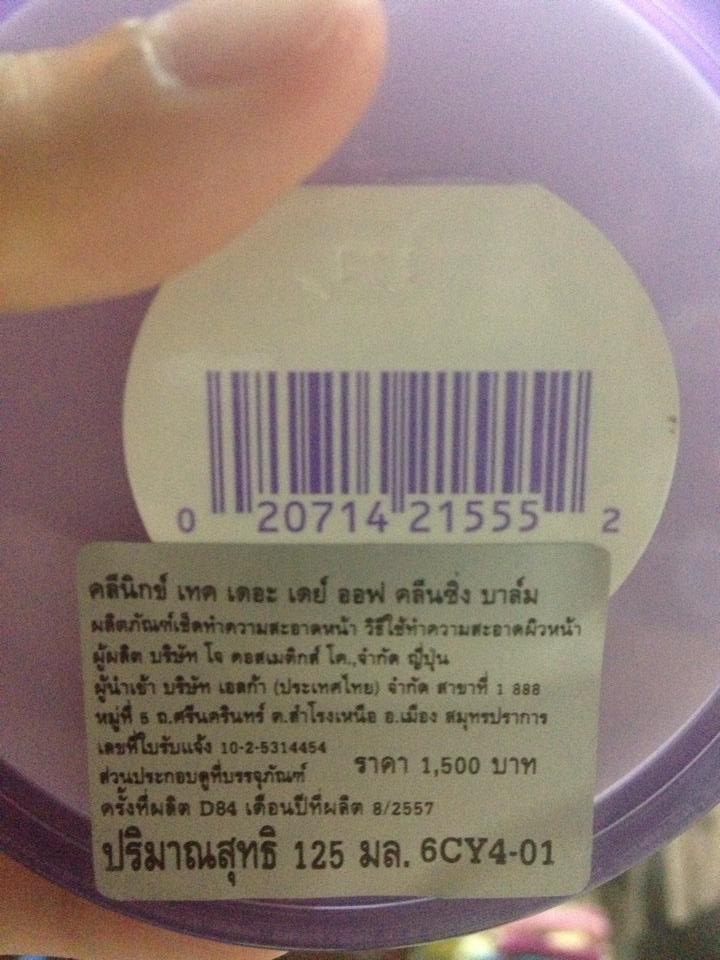 0 20714 21555 2
คลีนิกข์ เทค เดอะ เดย์ ออฟ คลีนซิ่ง บาล์ม
ผลิตภัณฑ์เช็ดทำความสะอาดหน้า วิธีใช้ทำความสะอาดผิวหน้า
ผู้ผลิต บริษัท โจ คอสเมติกส์ โค.,จำกัด ญี่ปุ่น
ผู้นำเข้า บริษัท เอลก้า (ประเทศไทย) จำกัด สาขาที่ 1 888
หมู่ที่ 5 ถ.ศรีนครินทร์ ต.สำโรงเหนือ อ.เมือง สมุทรปราการ
เลขที่ใบรับแจ้ง 10-2-5314454
ส่วนประกอบดูที่บรรจุภัณฑ์ ราคา 1,500 บาท
ครั้งที่ผลิต D84 เดือนปีที่ผลิต 8/2557
ปริมาณสุทธิ 125 มล. 6CY4-01